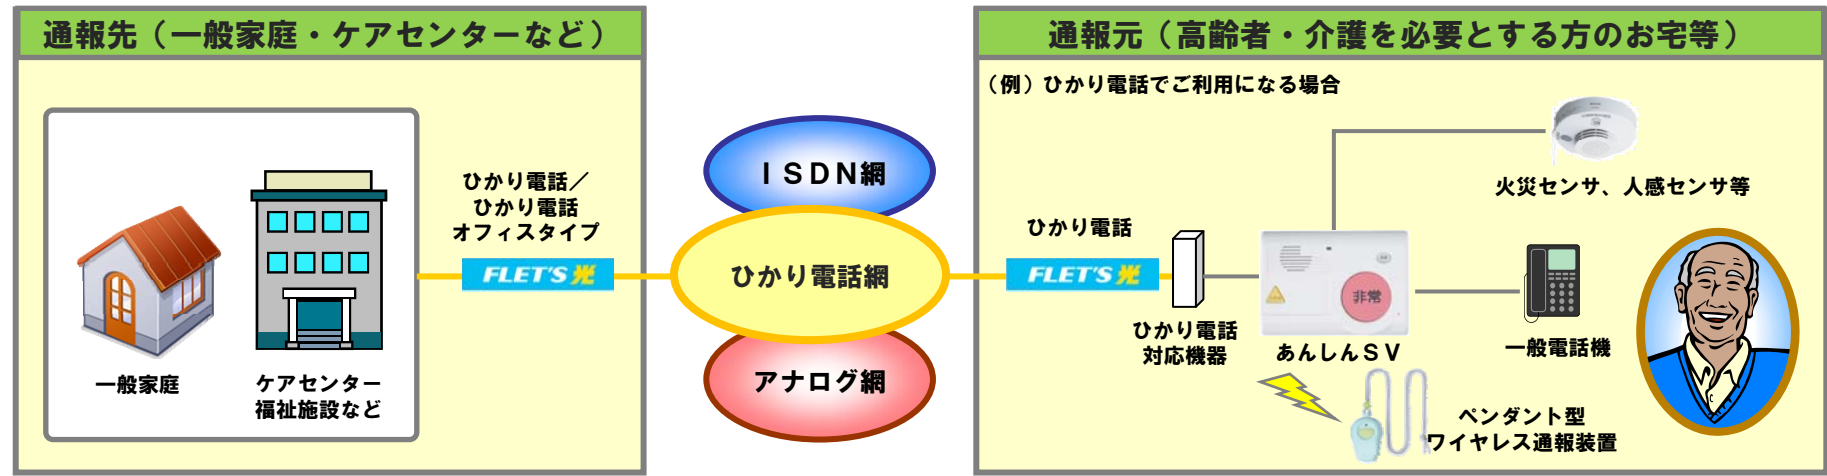 通報先（一般家庭・ケアセンターなど）
一般家庭
ケアセンター
福祉施設など
ひかり電話／
ひかり電話
オフィスタイプ
FLET'S光
ＩＳＤＮ網
ひかり電話網
アナログ網
通報元（高齢者・介護を必要とする方のお宅等）
（例）ひかり電話でご利用になる場合
ひかり電話
FLET'S光
ひかり電話
対応機器
非常
あんしんＳＶ
火災センサ、人感センサ等
一般電話機
ペンダント型
ワイヤレス通報装置